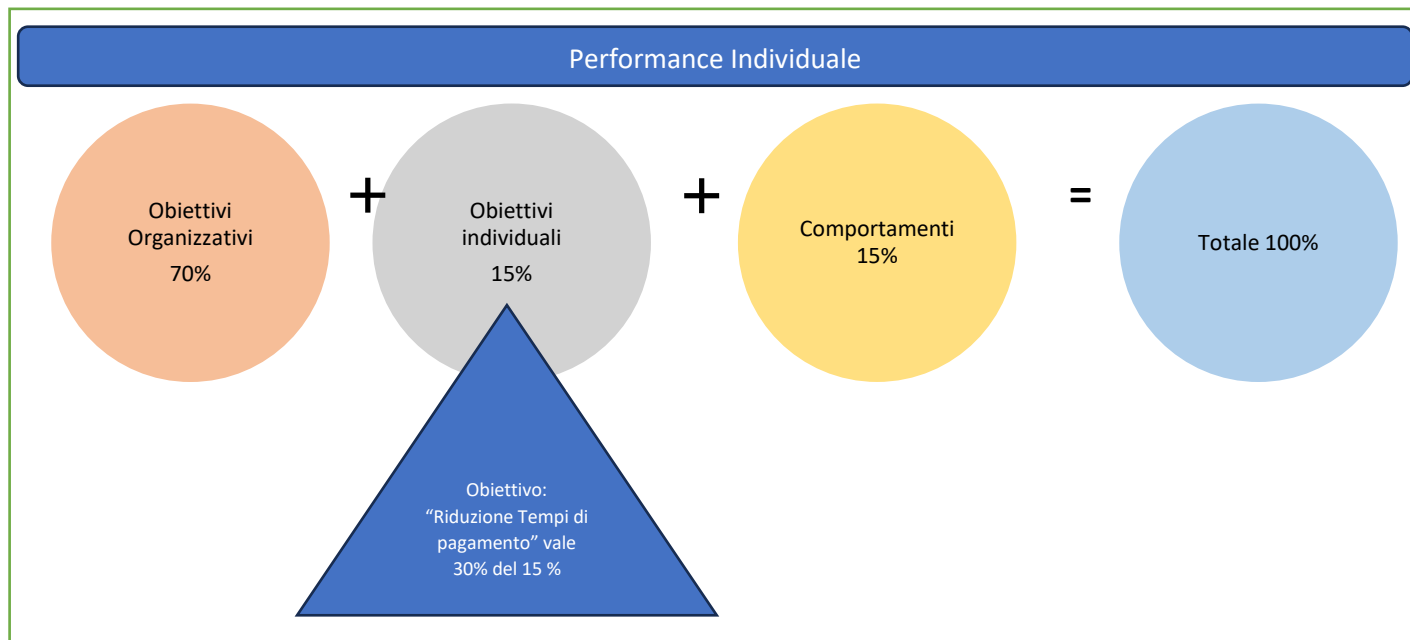 Performance Individuale
Obiettivi
Organizzativi
70%
+
Obiettivi
individuali
15%
+
Comportamenti
15%
=
Totale 100%
Obiettivo:
“Riduzione Tempi di
pagamento” vale
30% del 15 %